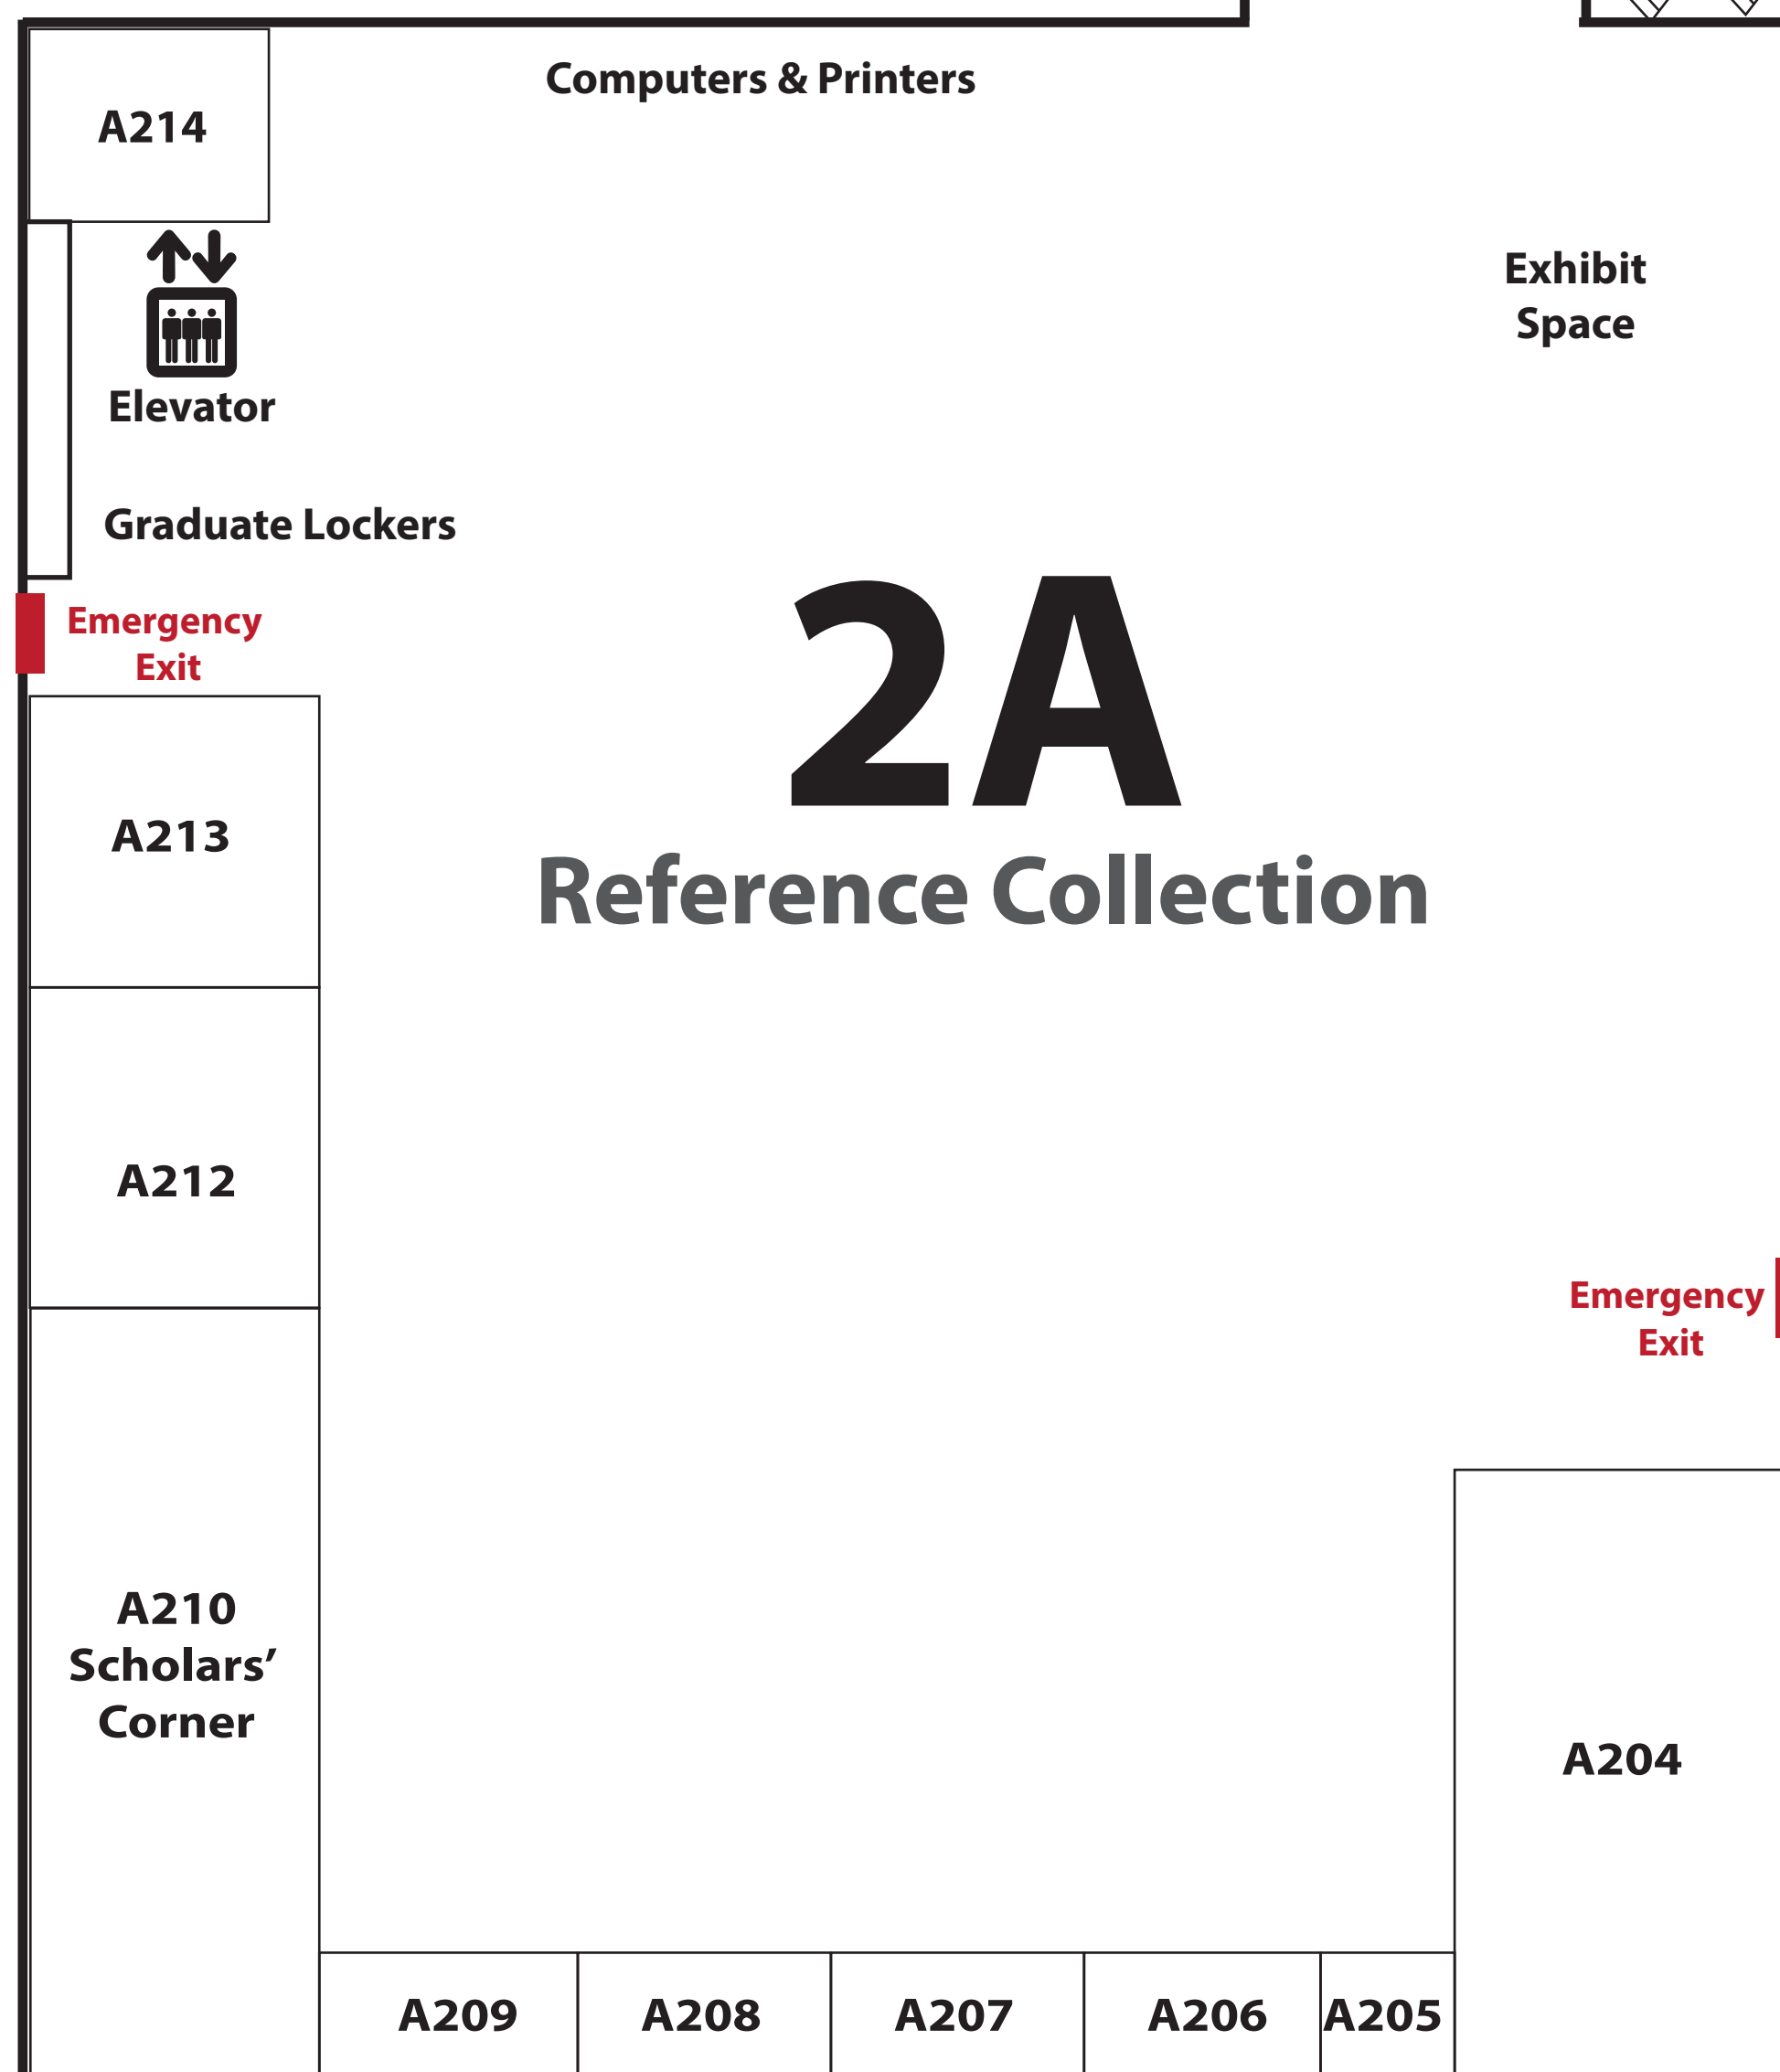 Computers & Printers
A214
Exhibit
Space
Elevator
Graduate Lockers
Emergency
Exit
2A
A213
Reference Collection
A212
Emergency
Exit
A210
Scholars’
Corner
A204
A209
A208
A207
A206
A205